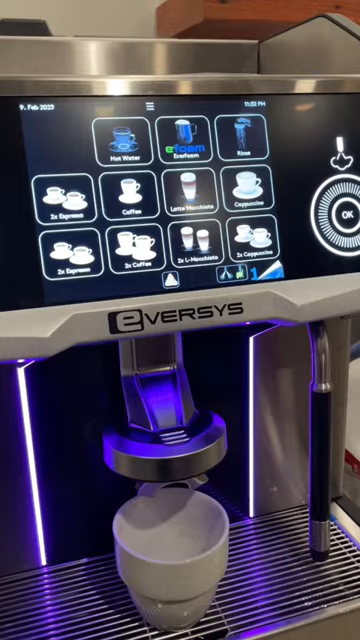 9. Feb 2023
11:32 PM
Hot Water
efoam
Everfoam
Rinse
2x Espresso
Coffee
Latte Macchiato
Cappuccino
OK
2x Espresso
2x Coffee
2x L-Macchiato
2x Cappuccino
1
eVERSYS